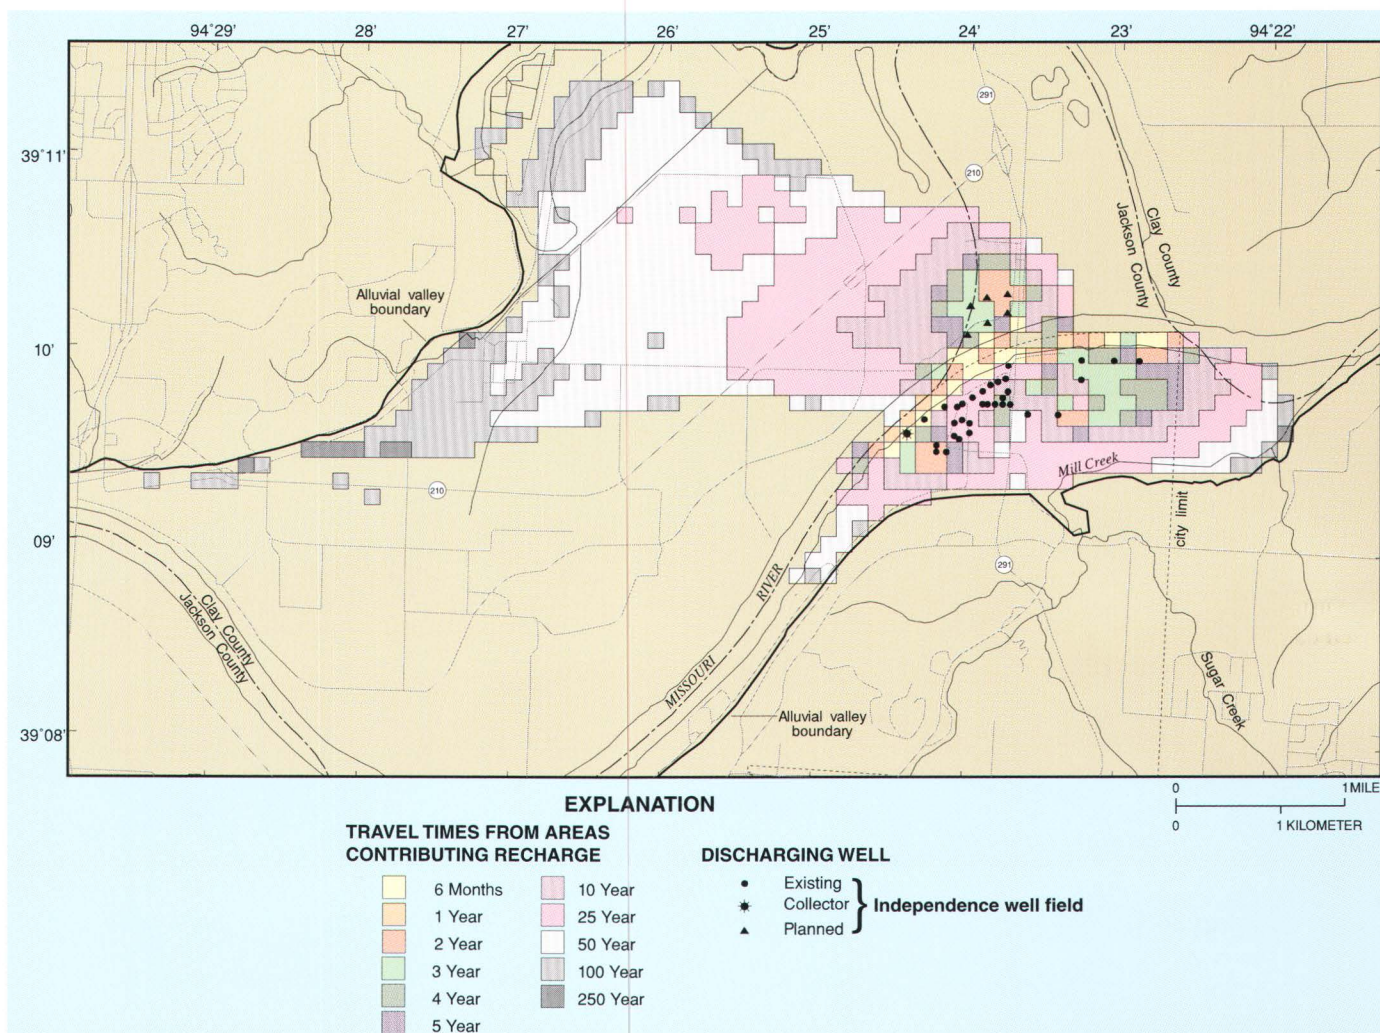 94°29' 28' 27' 26' 25' 24' 23' 94°22'
291
39°11'
210
Clay County
Jackson County
Alluvial valley
boundary
10'
Mill Creek
210
city limit
09'
291
RIVER
Clay County
Jackson County
MISSOURI
Sugar Creek
Alluvial valley
boundary
39°08'
EXPLANATION
0 1 MILE
0 1 KILOMETER
TRAVEL TIMES FROM AREAS
CONTRIBUTING RECHARGE
6 Months
1 Year
2 Year
3 Year
4 Year
5 Year
10 Year
25 Year
50 Year
100 Year
250 Year
DISCHARGING WELL
Existing
Collector
Planned
Independence well field